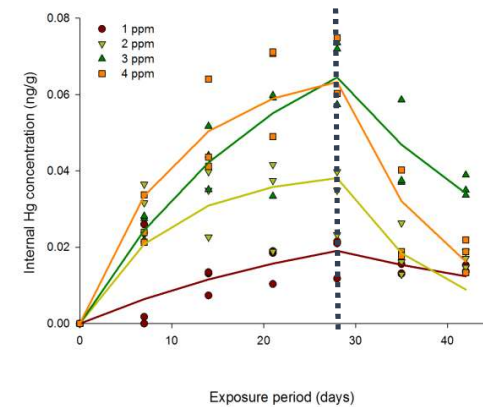 0.08
1 ppm
2 ppm
3 ppm
4 ppm
0.06
0.04
0.02
0.00
Internal Hg concentration (ng/g)
0
10
20
30
40
Exposure period (days)